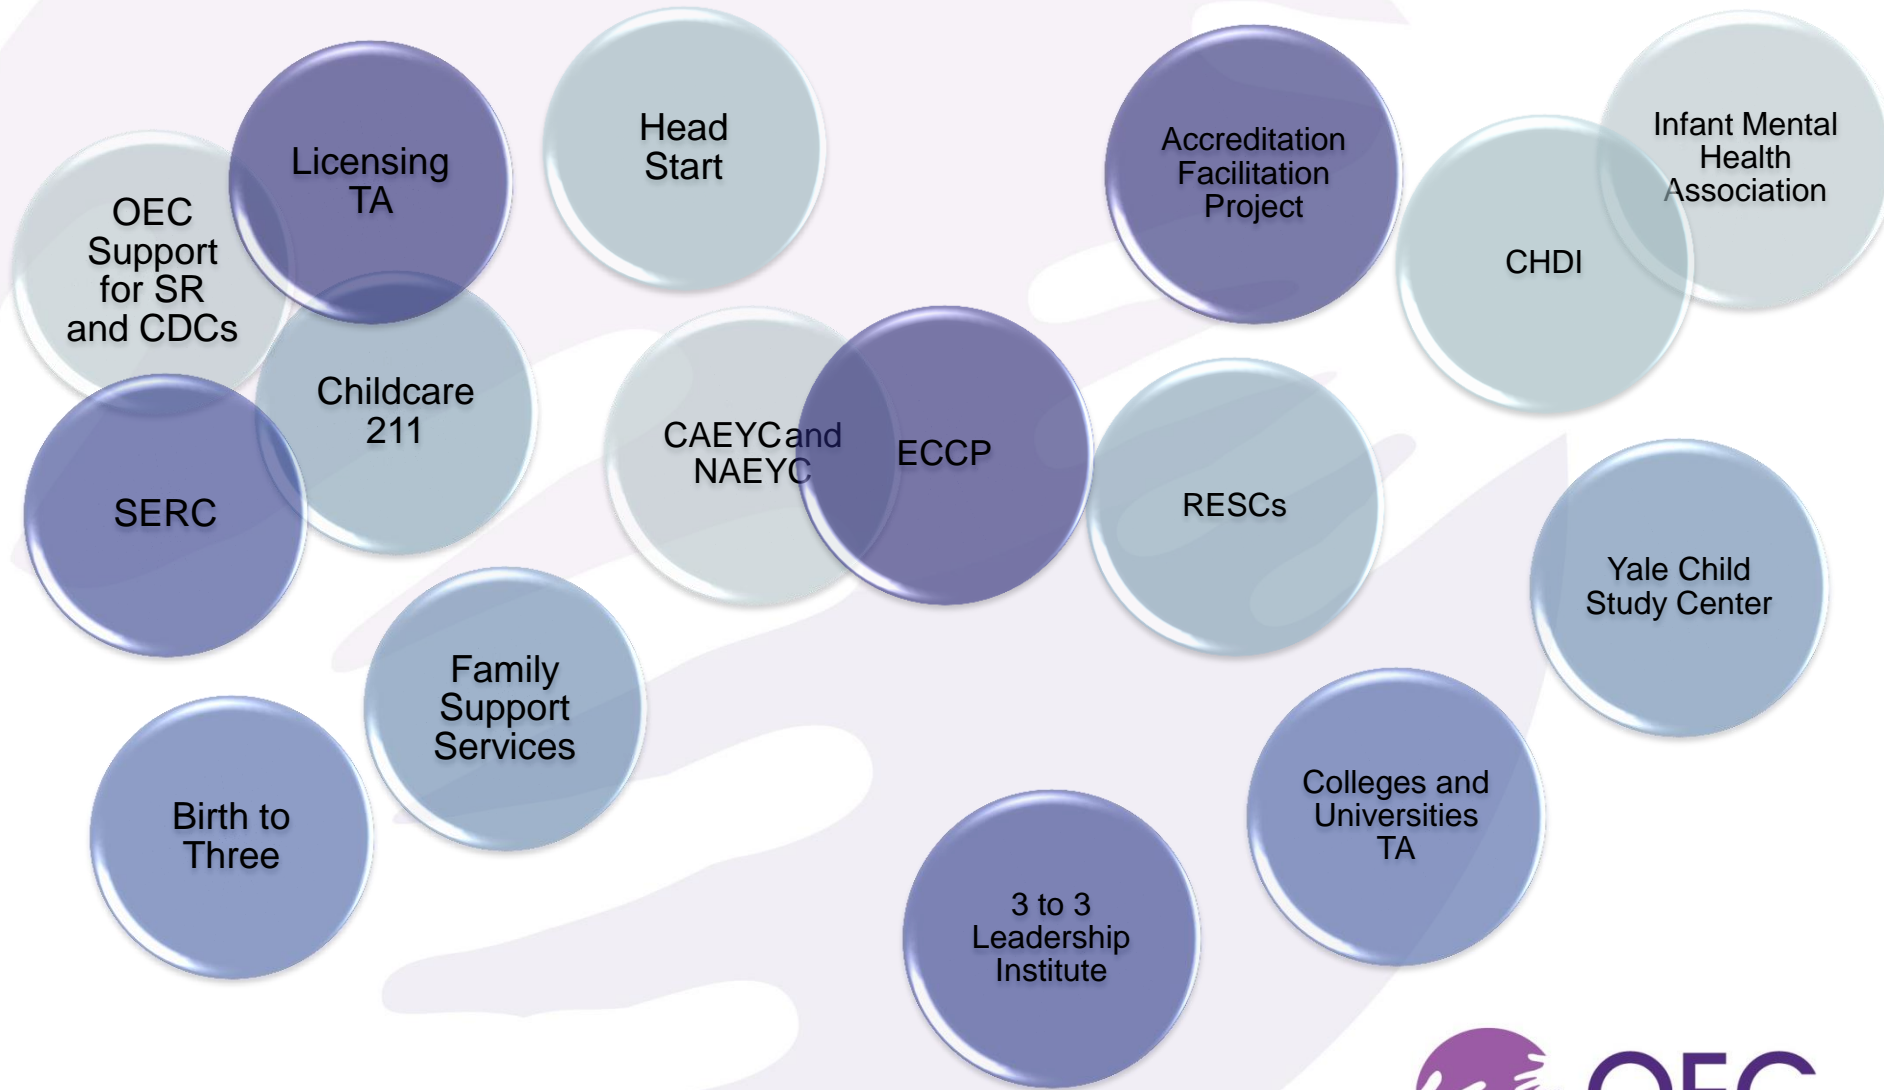 Licensing
TA
Head
Start
Accreditation
Facilitation
Project
Infant Mental
Health
Association
OEC
Support
for SR
and CDCs
CHDI
Childcare
211
CAEYC and
NAEYC
ECCP
RESCs
SERC
Yale Child
Study Center
Family
Support
Services
Birth to
Three
Colleges and
Universities
TA
3 to 3
Leadership
Institute
OEC